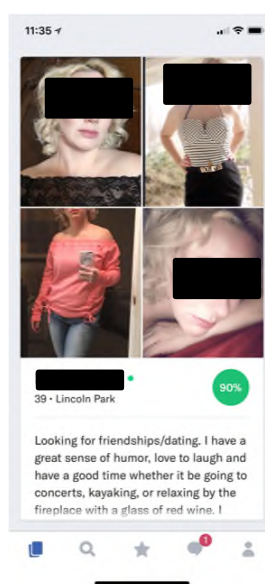 11:35
90%
39 • Lincoln Park
Looking for friendships/dating. I have a
great sense of humor, love to laugh and
have a good time whether it be going to
concerts, kayaking, or relaxing by the
fireplace with a glass of red wine. I
1